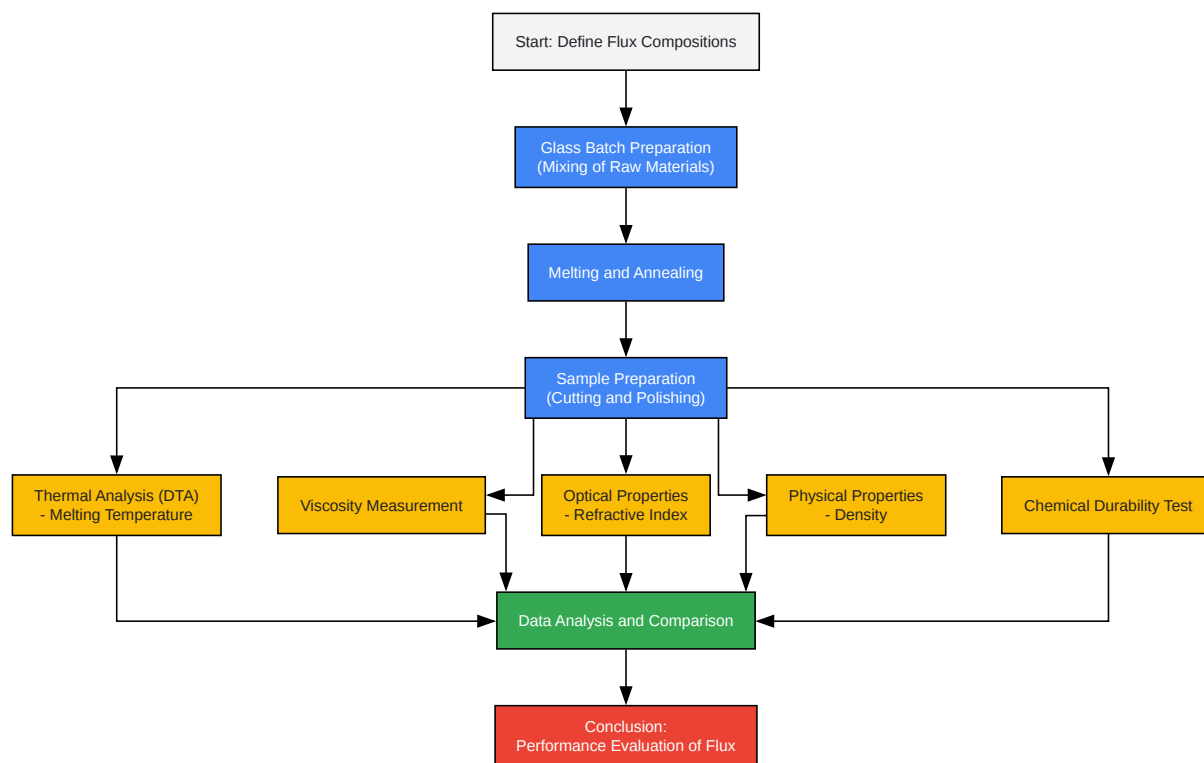 Start: Define Flux Compositions
Glass Batch Preparation
(Mixing of Raw Materials)
Melting and Annealing
Sample Preparation
(Cutting and Polishing)
Thermal Analysis (DTA)
- Melting Temperature
Viscosity Measurement
Optical Properties
- Refractive Index
Physical Properties
- Density
Chemical Durability Test
Data Analysis and Comparison
Conclusion:
Performance Evaluation of Flux